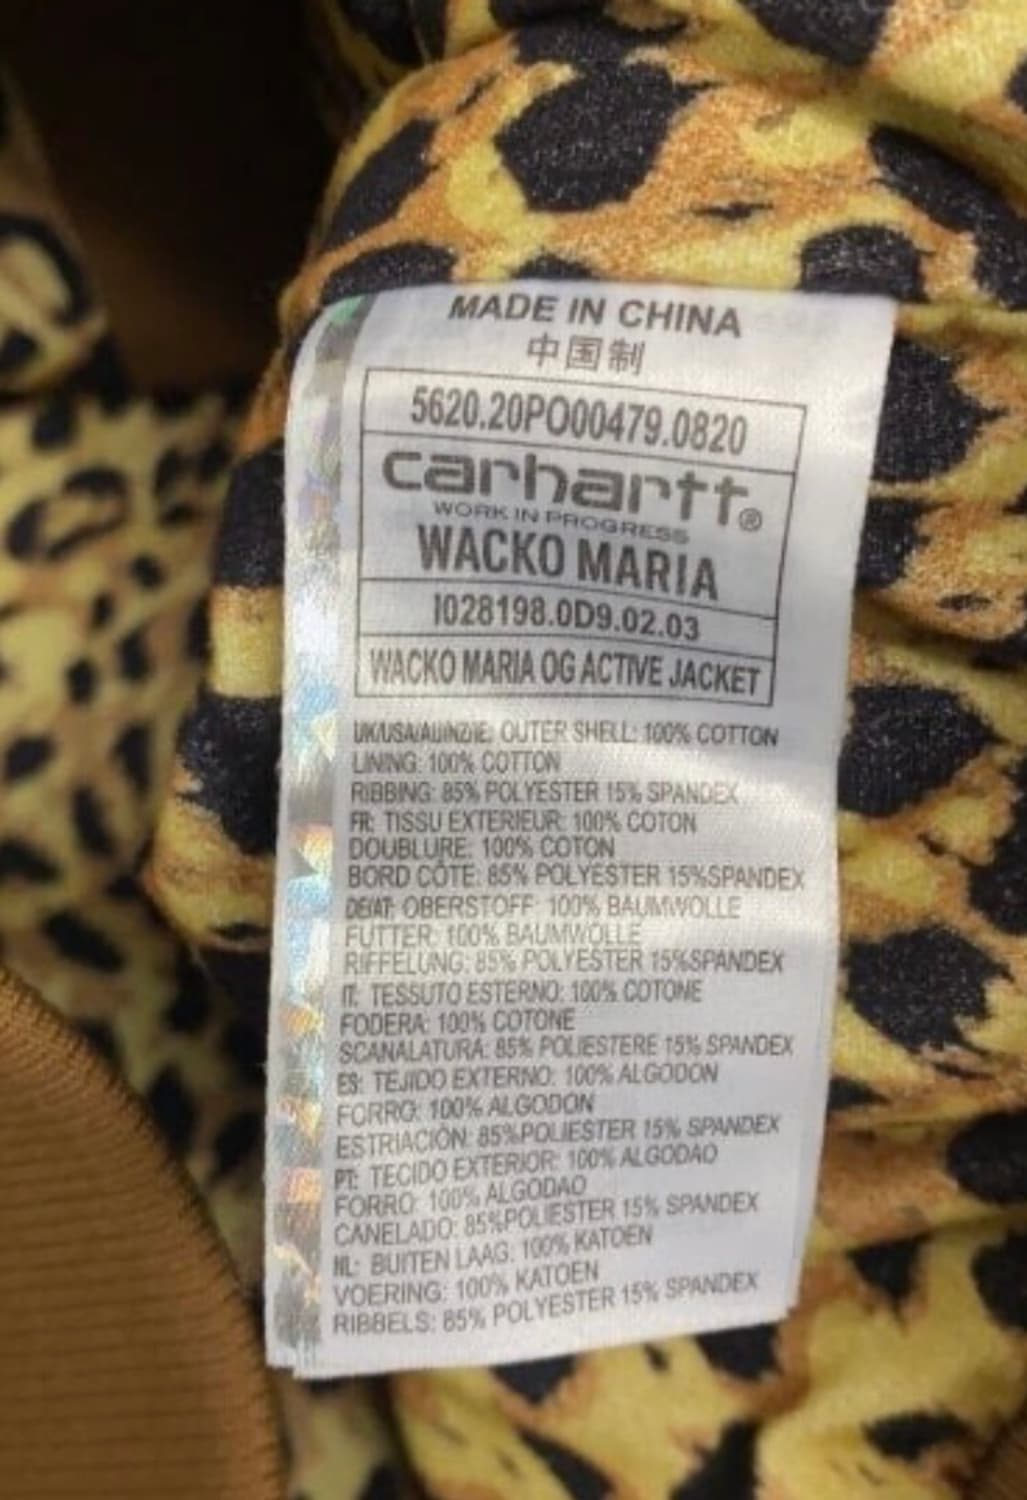 MADE IN CHINA
中国制
5620.20PO00479.0820
carhartt®
WORK IN PROGRESS
WACKO MARIA
I028198.0D9.02.03
WACKO MARIA OG ACTIVE JACKET
UK/USA/AU/NZ/IE: OUTER SHELL: 100% COTTON
LINING: 100% COTTON
RIBBING: 85% POLYESTER 15% SPANDEX
FR: TISSU EXTERIEUR: 100% COTON
DOUBLURE: 100% COTON
BORD CÔTE: 85% POLYESTER 15%SPANDEX
DE/AT: OBERSTOFF: 100% BAUMWOLLE
FUTTER: 100% BAUMWOLLE
RIFFELUNG: 85% POLYESTER 15%SPANDEX
IT: TESSUTO ESTERNO: 100% COTONE
FODERA: 100% COTONE
SCANALATURA: 85% POLIESTERE 15% SPANDEX
ES: TEJIDO EXTERNO: 100% ALGODON
FORRO: 100% ALGODON
ESTRIACIÓN: 85%POLIESTER 15% SPANDEX
PT: TECIDO EXTERIOR: 100% ALGODAO
FORRO: 100% ALGODAO
CANELADO: 85%POLIESTER 15% SPANDEX
NL: BUITEN LAAG: 100% KATOEN
VOERING: 100% KATOEN
RIBBELS: 85% POLYESTER 15% SPANDEX